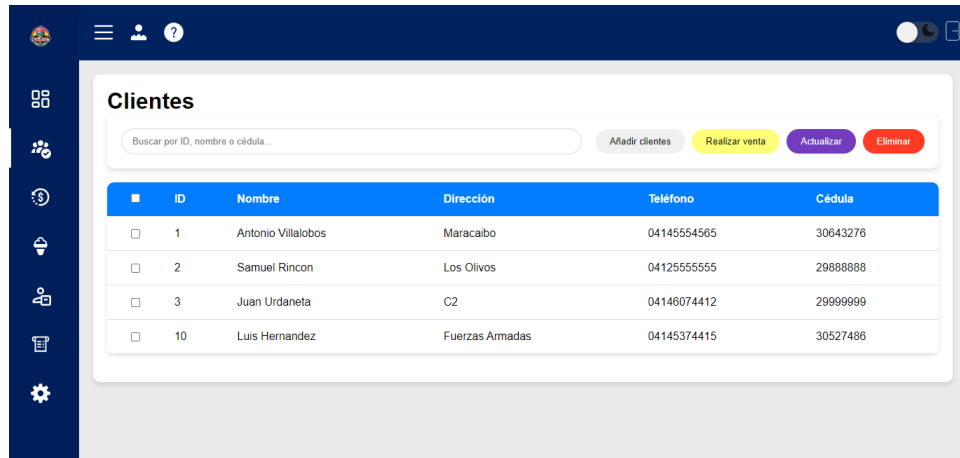 ?
Clientes
Buscar por ID, nombre o cédula...
Añadir clientes
Realizar venta
Actualizar
Eliminar
ID Nombre Dirección Teléfono Cédula
1 Antonio Villalobos Maracaibo 04145554565 30643276
2 Samuel Rincon Los Olivos 04125555555 29888888
3 Juan Urdaneta C2 04146074412 29999999
10 Luis Hernandez Fuerzas Armadas 04145374415 30527486